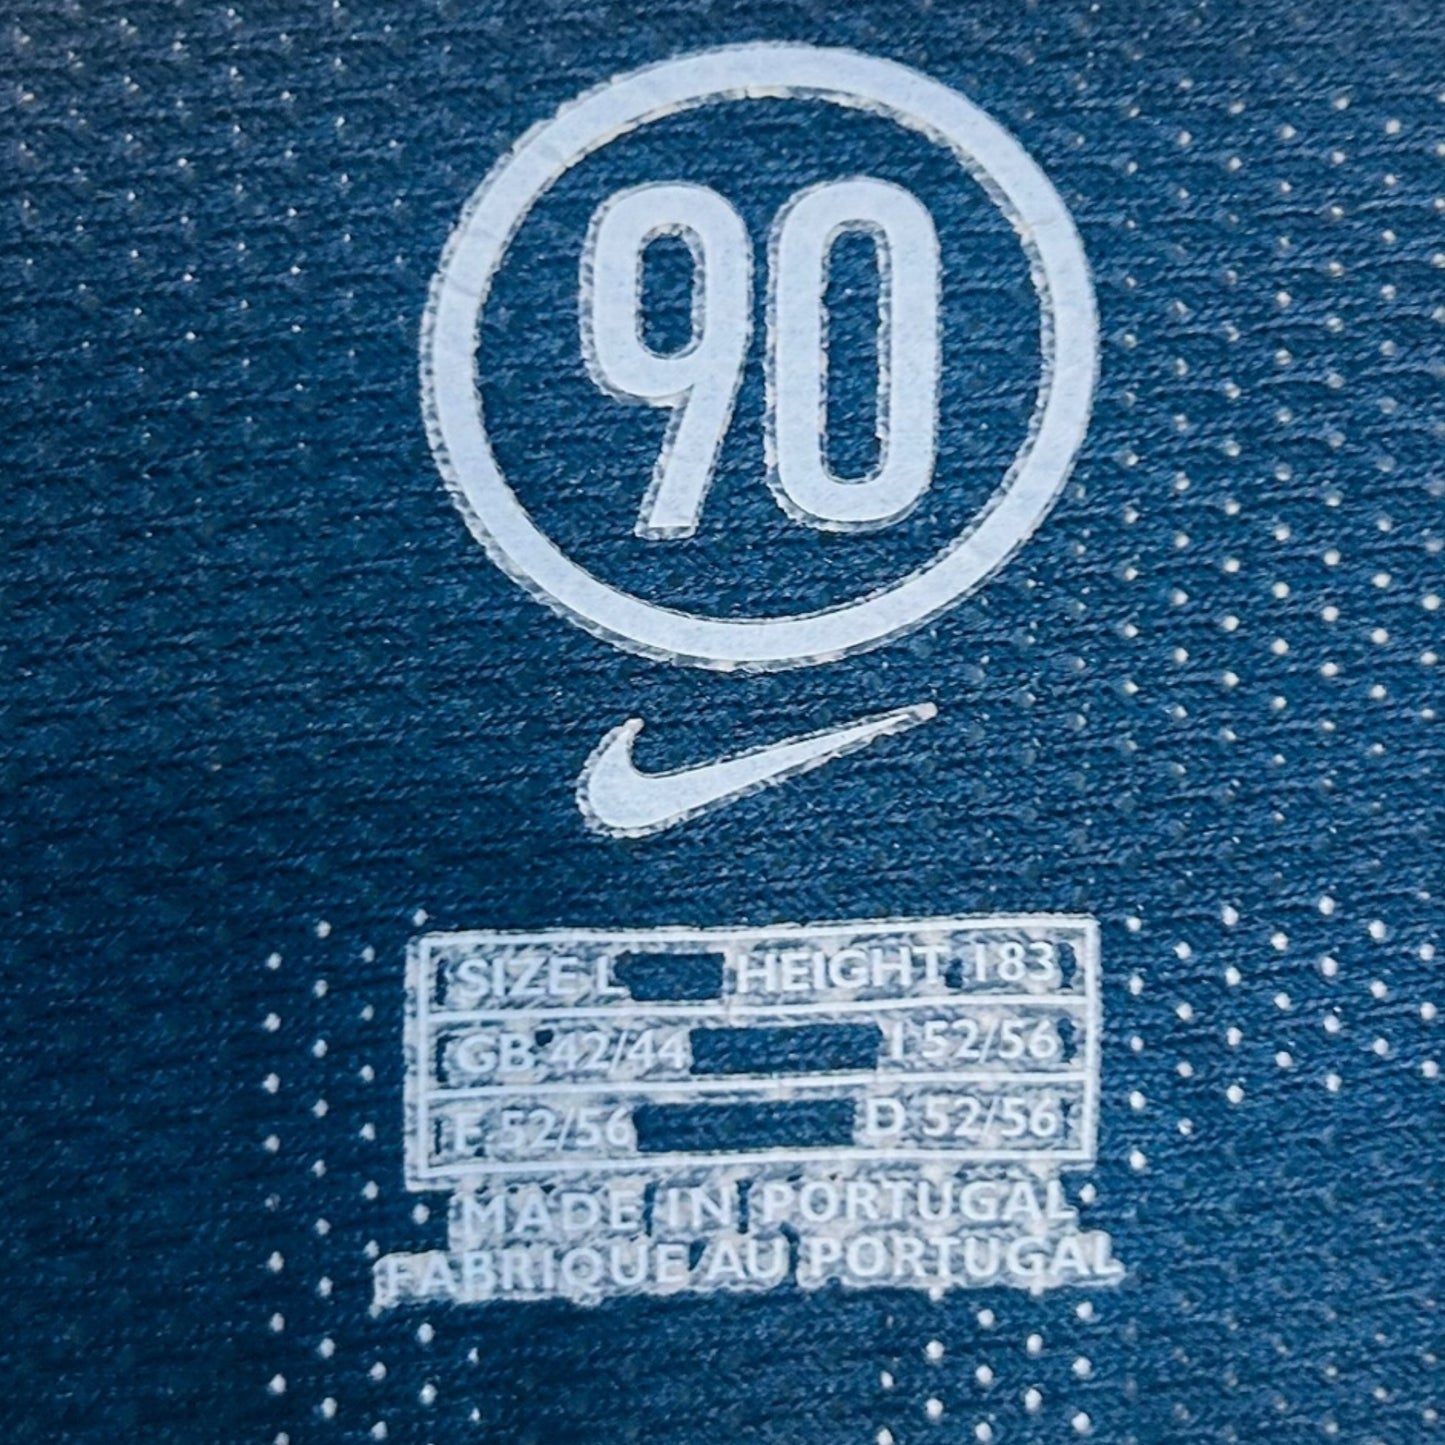 90
SIZE L HEIGHT 183
GB 42/44 I 52/56
E 52/56 D 52/56
MADE IN PORTUGAL
FABRIQUE AU PORTUGAL